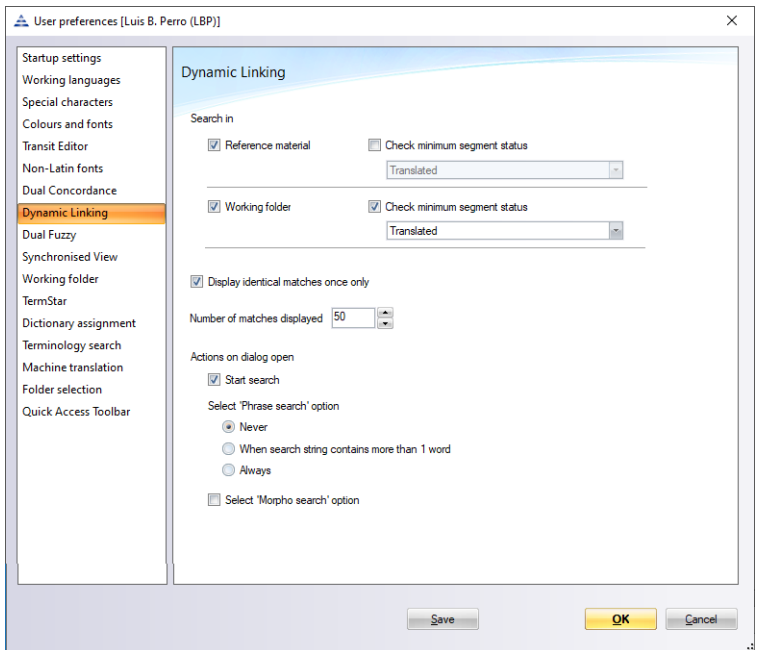 User preferences [Luis B. Perro (LBP)]
Startup settings
Working languages
Special characters
Colours and fonts
Transit Editor
Non-Latin fonts
Dual Concordance
Dynamic Linking
Dual Fuzzy
Synchronised View
Working folder
TermStar
Dictionary assignment
Terminology search
Machine translation
Folder selection
Quick Access Toolbar
Dynamic Linking
Search in
Reference material Check minimum segment status
Translated
Working folder Check minimum segment status
Translated
Display identical matches once only
Number of matches displayed 50
Actions on dialog open
Start search
Select 'Phrase search' option
Never
When search string contains more than 1 word
Always
Select 'Morpho search' option
Save OK Cancel